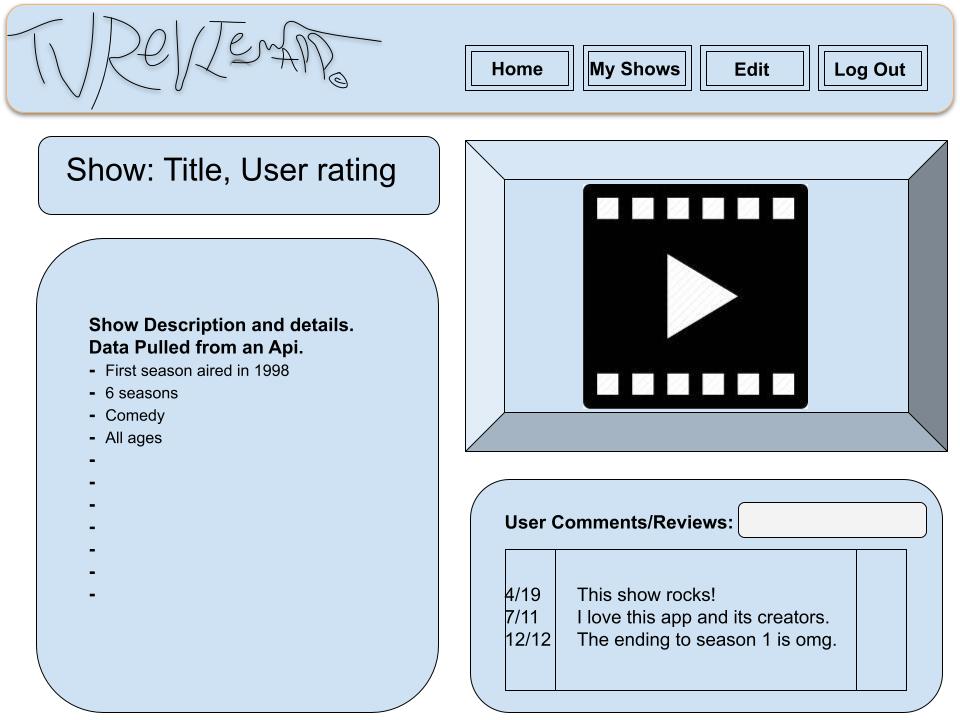 TVReviewApp
Home
My Shows
Edit
Log Out
Show: Title, User rating
Show Description and details.
Data Pulled from an Api.
- First season aired in 1998
- 6 seasons
- Comedy
- All ages
-
-
-
-
-
-
-
User Comments/Reviews:
4/19 This show rocks!
7/11 I love this app and its creators.
12/12 The ending to season 1 is omg.